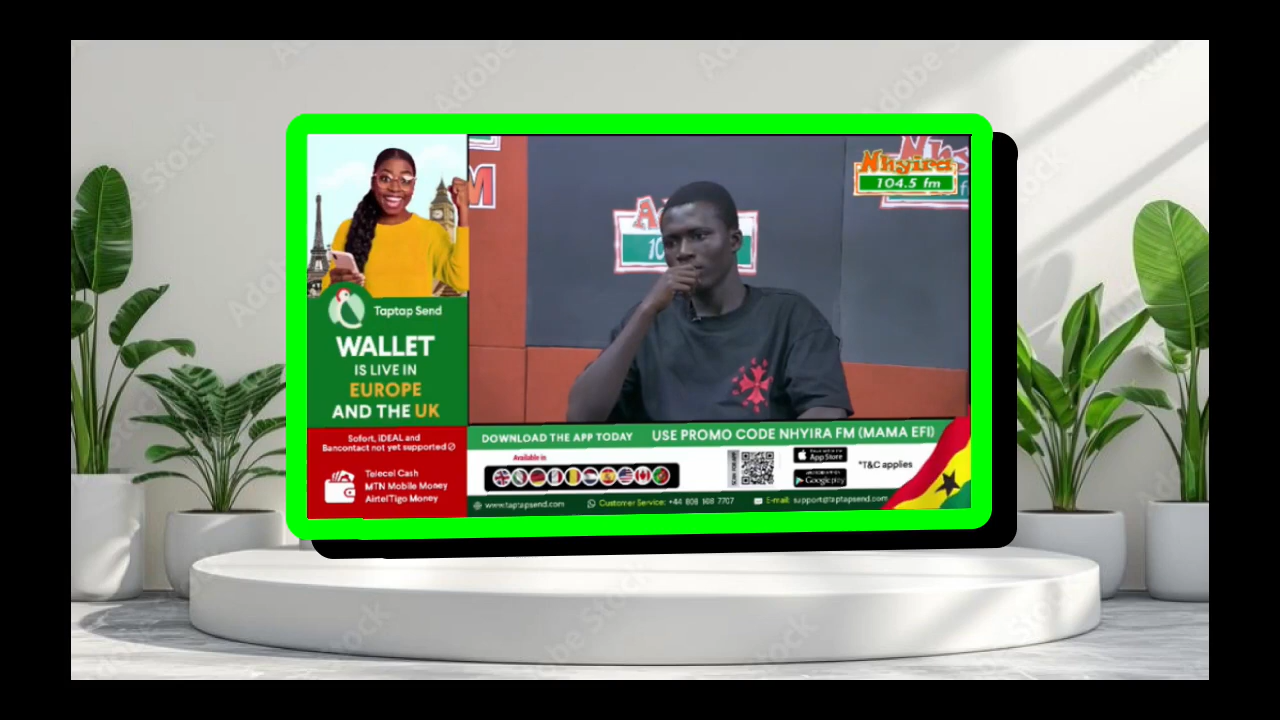 Adobe Stock
Nhyira
104.5 fm
Taptap Send
WALLET
IS LIVE IN
EUROPE
AND THE UK
Sofort, iDEAL and
Bancontact not yet supported
Telecel Cash
MTN Mobile Money
AirtelTigo Money
DOWNLOAD THE APP TODAY
USE PROMO CODE NHYIRA FM (MAMA EFI)
Available in
App Store
Google play
*T&C applies
www.taptapsend.com
Customer Service: +44 808 168 7707
E-mail: support@taptapsend.com